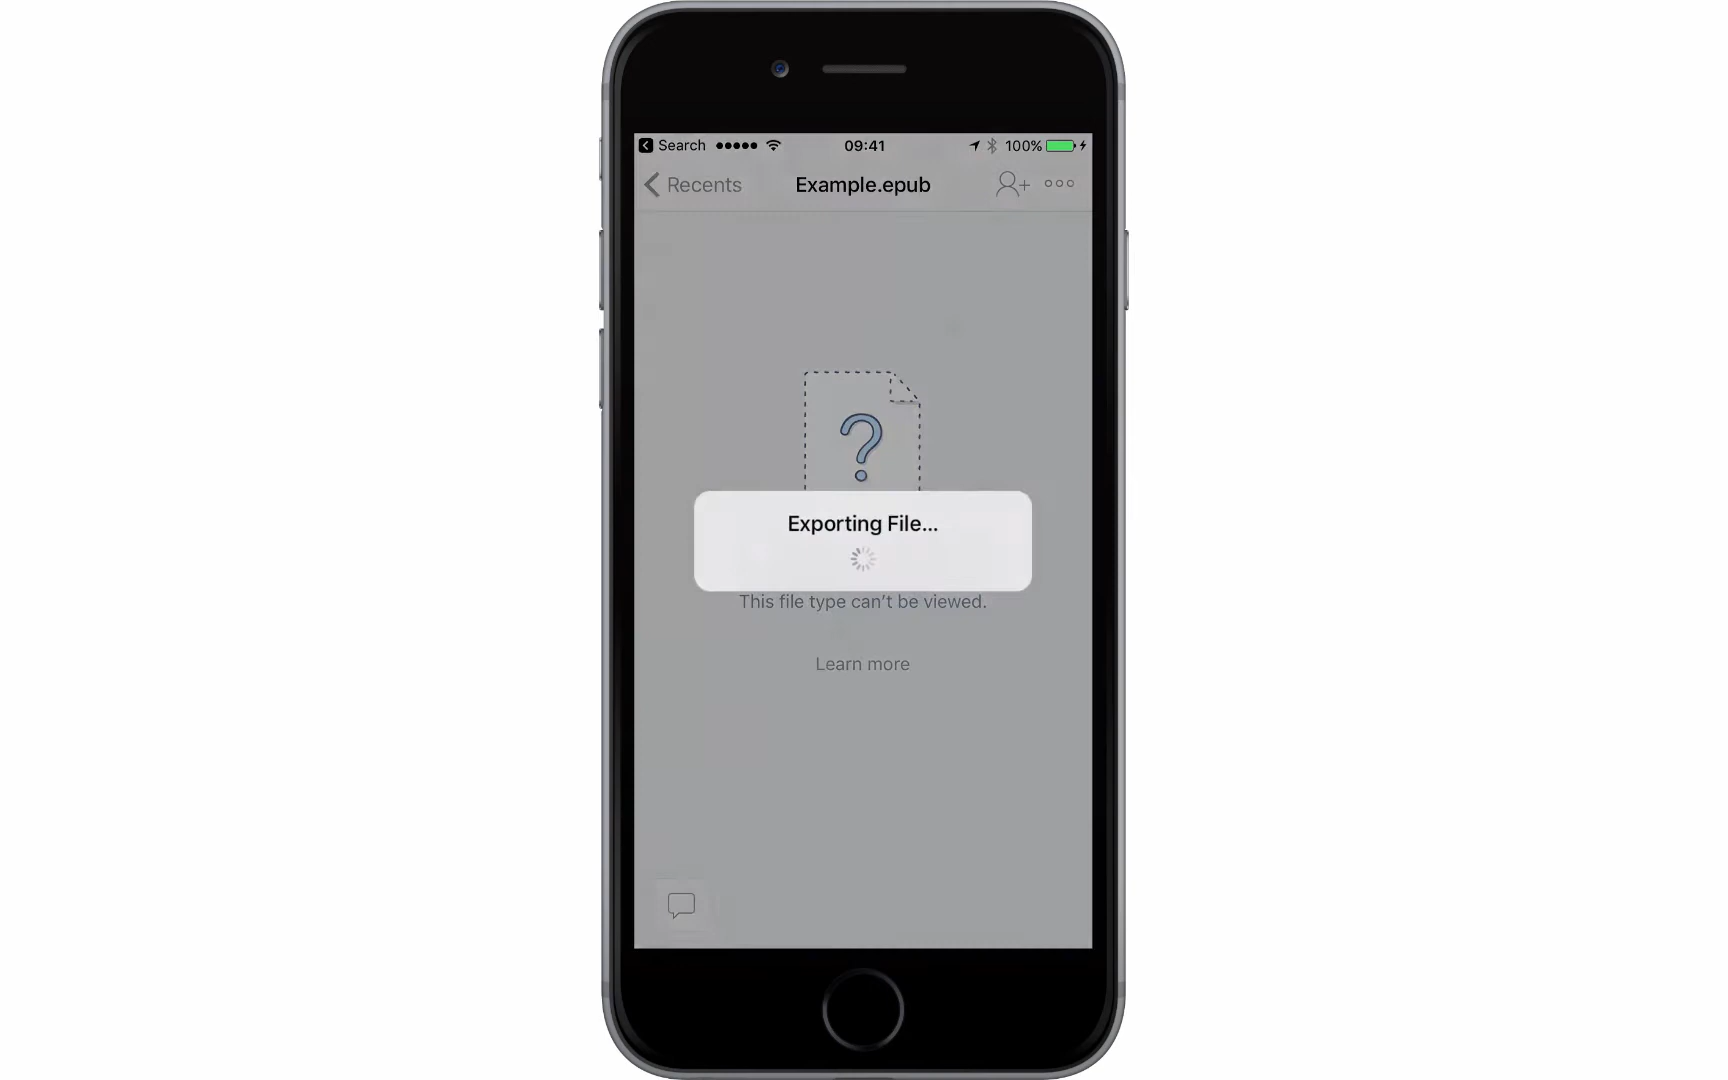 Search 09:41 100%
Recents Example.epub
?
Exporting File...
This file type can't be viewed.
Learn more